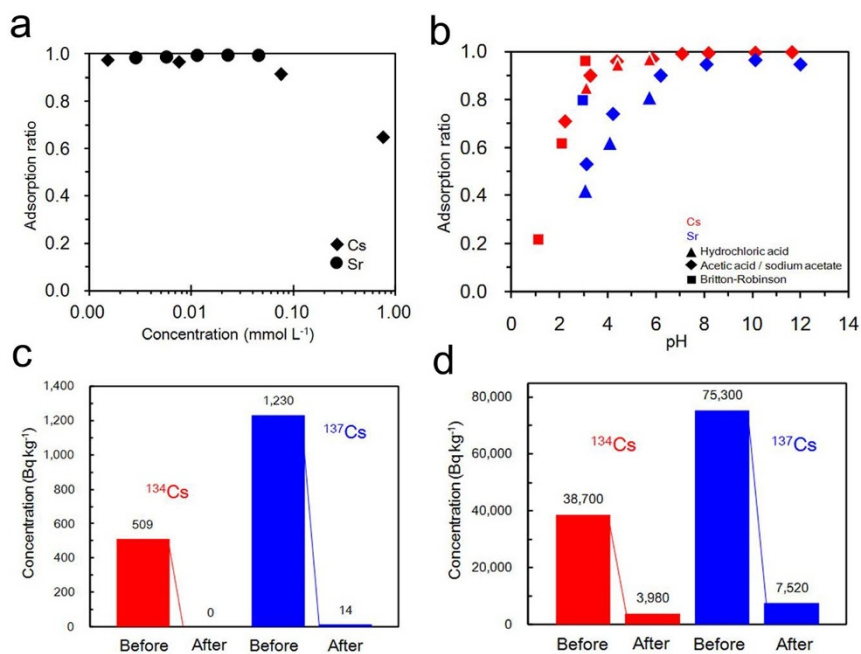 a
1.0
0.8
0.6
0.4
0.2
0.0
Adsorption ratio
◆ Cs
● Sr
0.00 0.01 0.10 1.00
Concentration (mmol L⁻¹)
b
1.0
0.8
0.6
0.4
0.2
0.0
Adsorption ratio
Cs
Sr
▲ Hydrochloric acid
◆ Acetic acid / sodium acetate
■ Britton-Robinson
0 2 4 6 8 10 12 14
pH
c
1,400
1,200
1,000
800
600
400
200
0
Concentration (Bq kg⁻¹)
¹³⁴Cs
¹³⁷Cs
509
0
1,230
14
Before After Before After
d
80,000
60,000
40,000
20,000
0
Concentration (Bq kg⁻¹)
¹³⁴Cs
¹³⁷Cs
38,700
3,980
75,300
7,520
Before After Before After